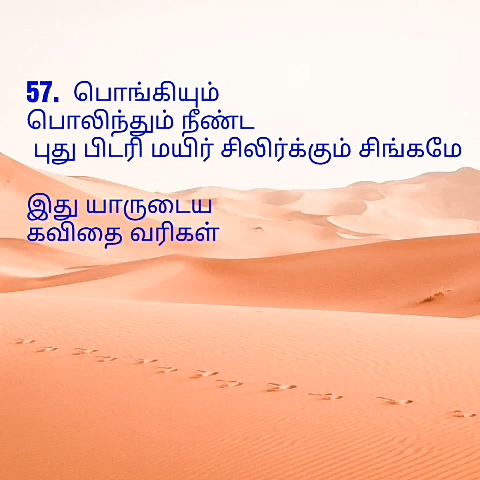 57. பொங்கியும்
பொலிந்தும் நீண்ட
புது பிடரி மயிர் சிலிர்க்கும் சிங்கமே
இது யாருடைய
கவிதை வரிகள்